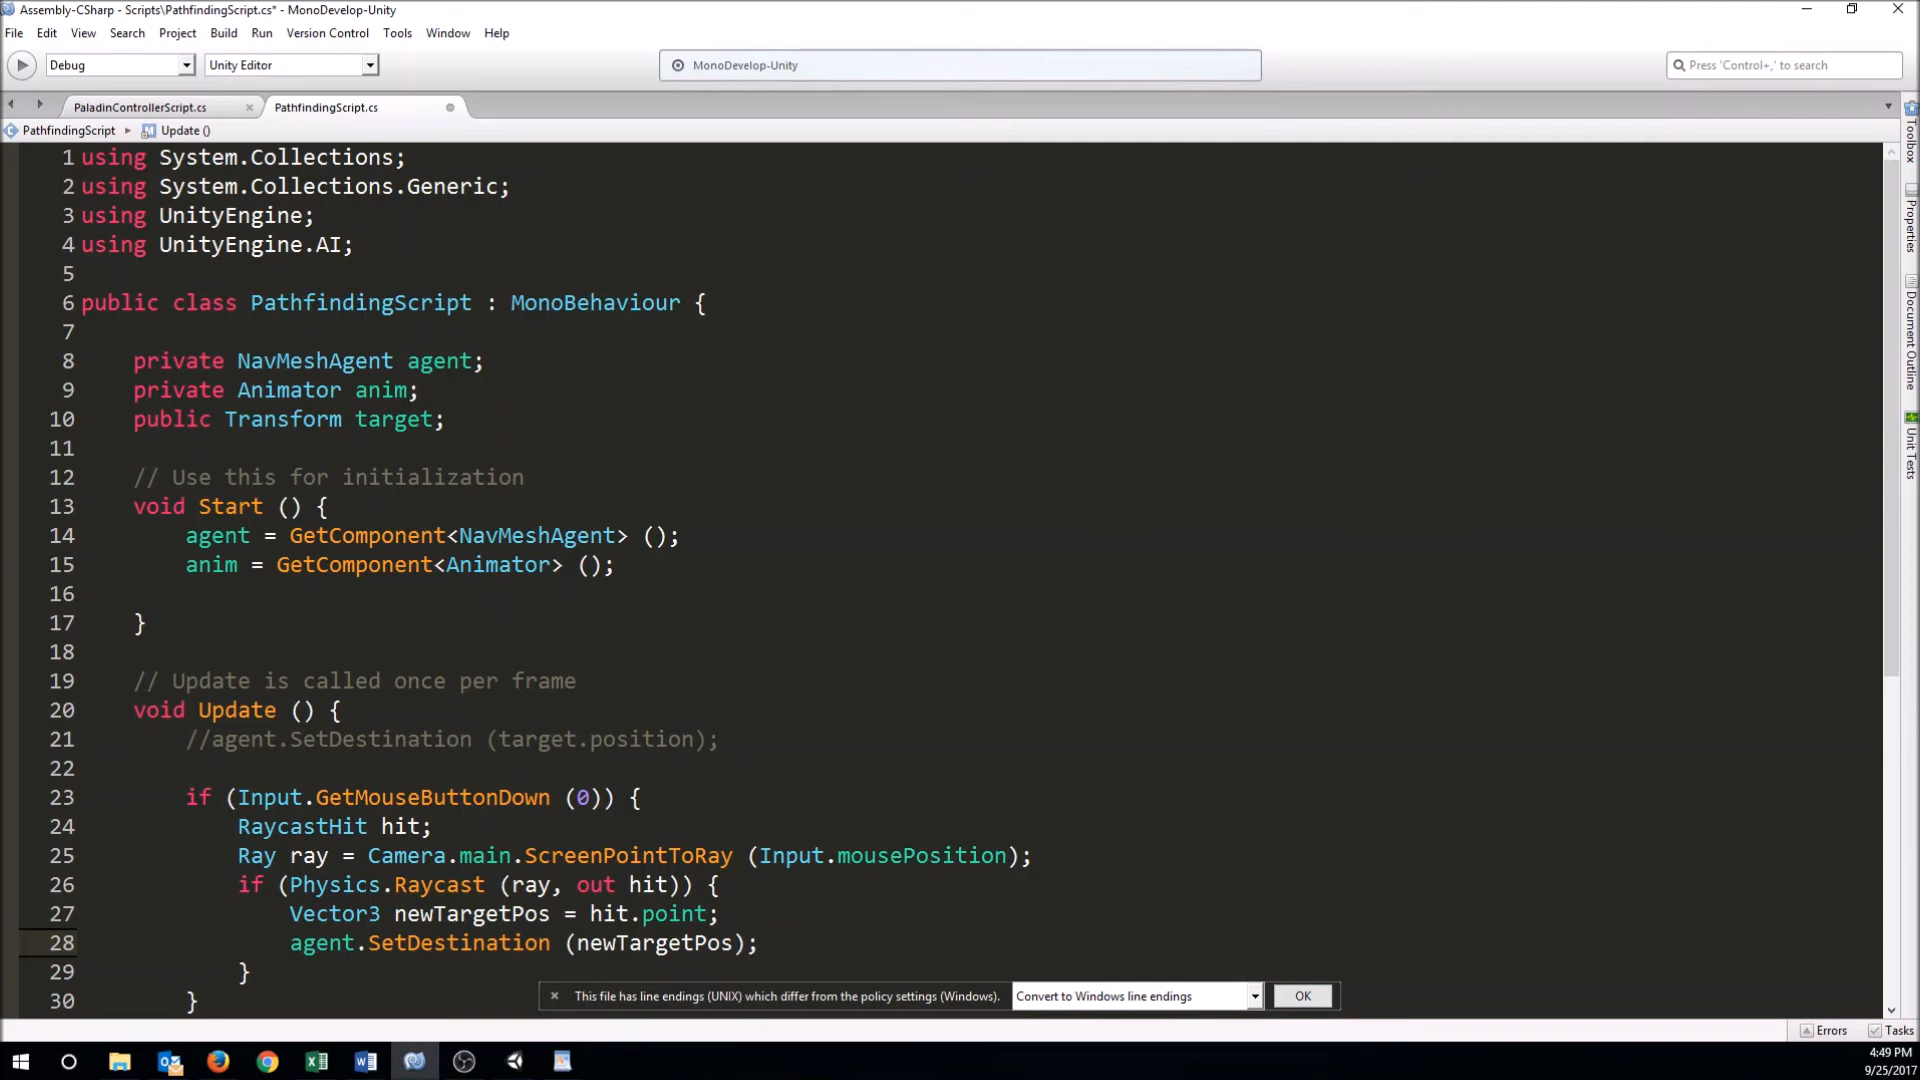 Assembly-CSharp - Scripts\PathfindingScript.cs* - MonoDevelop-Unity
File Edit View Search Project Build Run Version Control Tools Window Help
Debug Unity Editor MonoDevelop-Unity Press 'Control+,' to search
PaladinControllerScript.cs PathfindingScript.cs
PathfindingScript Update ()
1 using System.Collections;
2 using System.Collections.Generic;
3 using UnityEngine;
4 using UnityEngine.AI;
5
6 public class PathfindingScript : MonoBehaviour {
7
8 private NavMeshAgent agent;
9 private Animator anim;
10 public Transform target;
11
12 // Use this for initialization
13 void Start () {
14 agent = GetComponent<NavMeshAgent> ();
15 anim = GetComponent<Animator> ();
16
17 }
18
19 // Update is called once per frame
20 void Update () {
21 //agent.SetDestination (target.position);
22
23 if (Input.GetMouseButtonDown (0)) {
24 RaycastHit hit;
25 Ray ray = Camera.main.ScreenPointToRay (Input.mousePosition);
26 if (Physics.Raycast (ray, out hit)) {
27 Vector3 newTargetPos = hit.point;
28 agent.SetDestination (newTargetPos);
29 }
30 }
This file has line endings (UNIX) which differ from the policy settings (Windows). Convert to Windows line endings OK
Toolbox
Properties
Document Outline
Unit Tests
Errors Tasks
4:49 PM
9/25/2017